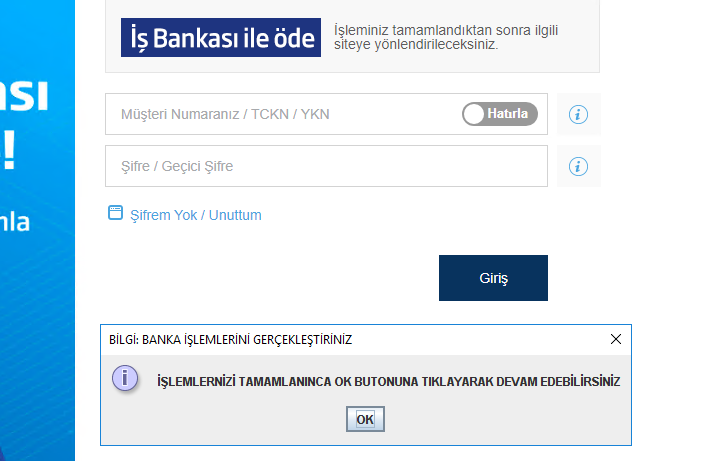 ası
!
nla
İş Bankası ile öde
İşleminiz tamamlandıktan sonra ilgili
siteye yönlendirileceksiniz.
Müşteri Numaranız / TCKN / YKN
Hatırla
i
Şifre / Geçici Şifre
i
Şifrem Yok / Unuttum
Giriş
BİLGİ: BANKA İŞLEMLERİNİ GERÇEKLEŞTİRİNİZ
i
İŞLEMLERNİZİ TAMAMLANINCA OK BUTONUNA TIKLAYARAK DEVAM EDEBİLİRSİNİZ
OK